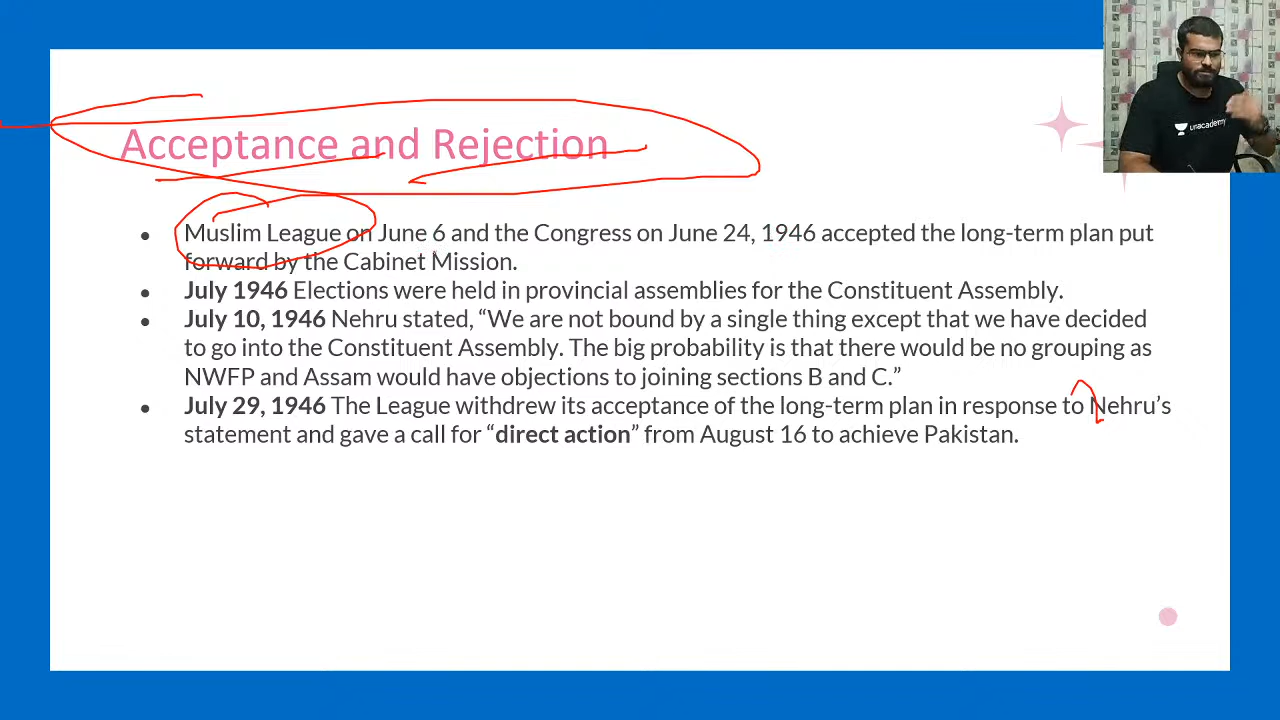 Acceptance and Rejection
unacademy
● Muslim League on June 6 and the Congress on June 24, 1946 accepted the long-term plan put
forward by the Cabinet Mission.
● July 1946 Elections were held in provincial assemblies for the Constituent Assembly.
● July 10, 1946 Nehru stated, “We are not bound by a single thing except that we have decided
to go into the Constituent Assembly. The big probability is that there would be no grouping as
NWFP and Assam would have objections to joining sections B and C.”
● July 29, 1946 The League withdrew its acceptance of the long-term plan in response to Nehru’s
statement and gave a call for “direct action” from August 16 to achieve Pakistan.